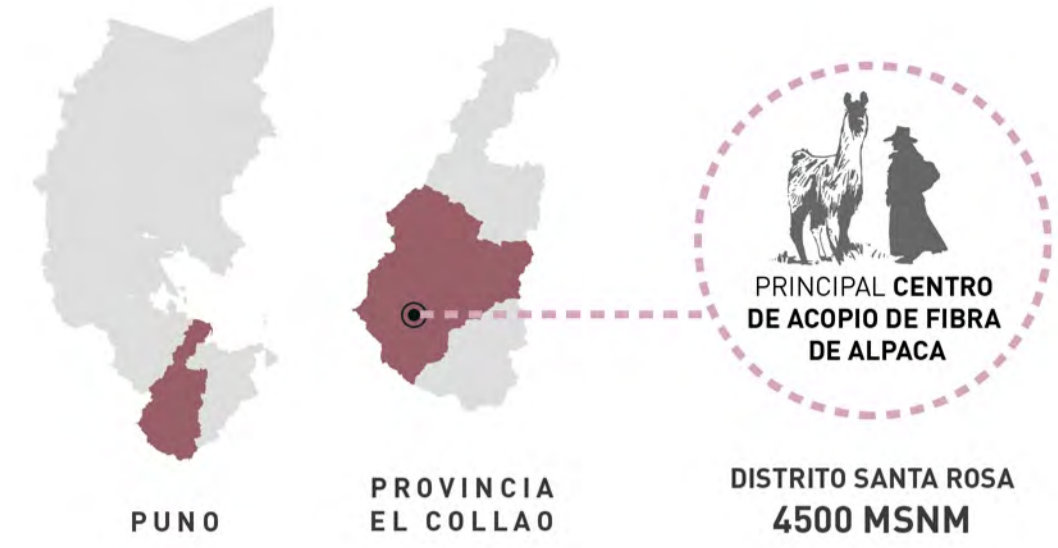 PUNO
PROVINCIA
EL COLLAO
PRINCIPAL CENTRO
DE ACOPIO DE FIBRA
DE ALPACA
DISTRITO SANTA ROSA
4500 MSNM